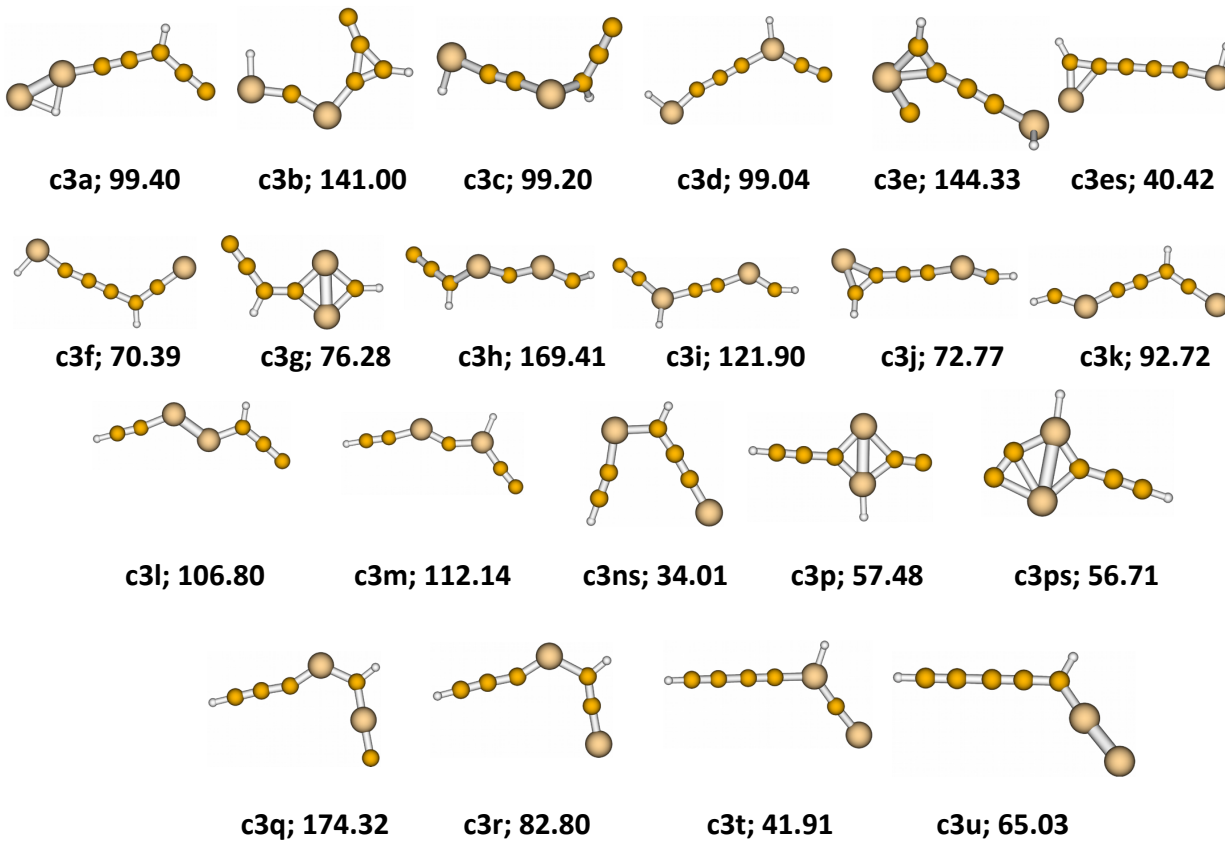 c3a; 99.40 c3b; 141.00 c3c; 99.20 c3d; 99.04 c3e; 144.33 c3es; 40.42
c3f; 70.39 c3g; 76.28 c3h; 169.41 c3i; 121.90 c3j; 72.77 c3k; 92.72
c3l; 106.80 c3m; 112.14 c3ns; 34.01 c3p; 57.48 c3ps; 56.71
c3q; 174.32 c3r; 82.80 c3t; 41.91 c3u; 65.03